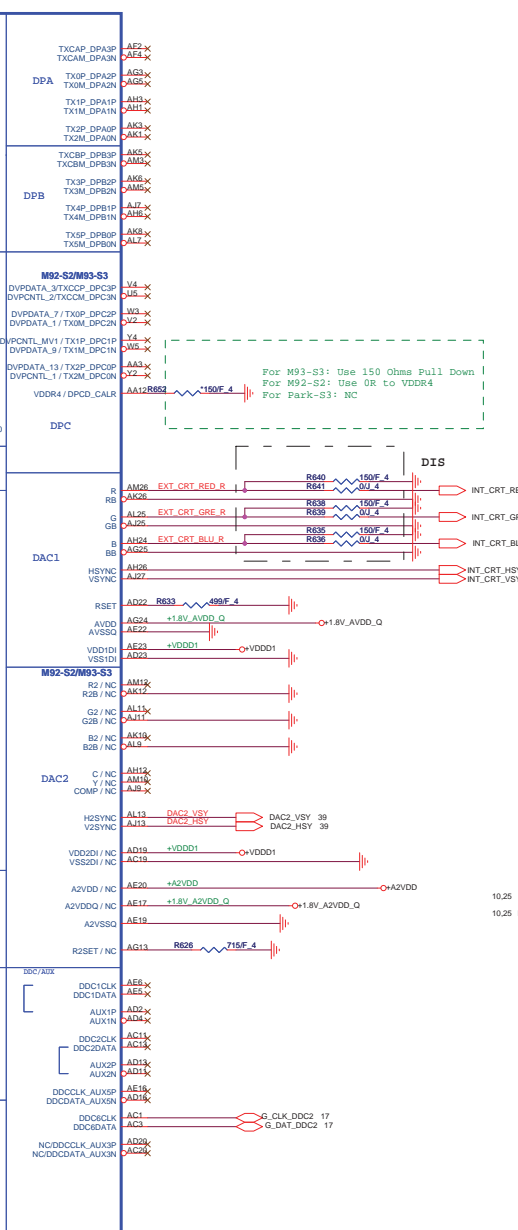 TXCAP_DPA3P AF2
TXCAM_DPA3N AF4
DPA
TX0P_DPA2P AG3
TX0M_DPA2N AG5
TX1P_DPA1P AH3
TX1M_DPA1N AH1
TX2P_DPA0P AK3
TX2M_DPA0N AK1
TXCBP_DPB3P AK5
TXCBM_DPB3N AM3
DPB
TX3P_DPB2P AK6
TX3M_DPB2N AM5
TX4P_DPB1P AJ7
TX4M_DPB1N AH6
TX5P_DPB0P AK8
TX5M_DPB0N AL7
M92-S2/M93-S3
DVPDATA_3/TXCCP_DPC3P V4
DVPCNTL_2/TXCCM_DPC3N U5
DVPDATA_7 / TX0P_DPC2P W3
DVPDATA_1 / TX0M_DPC2N V2
DVPCNTL_MV1 / TX1P_DPC1P Y4
DVPDATA_9 / TX1M_DPC1N W5
DVPDATA_13 / TX2P_DPC0P AA3
DVPCNTL_1 / TX2M_DPC0N Y2
VDDR4 / DPCD_CALR AA12 R652 *150/F_4
For M93-S3: Use 150 Ohms Pull Down
For M92-S2: Use 0R to VDDR4
For Park-S3: NC
DPC
DIS
R640 150/F_4
R AM26 EXT_CRT_RED_R R641 0/J_4 INT_CRT_RE
RB AK26
R638 150/F_4
G AL25 EXT_CRT_GRE_R R639 0/J_4 INT_CRT_GR
GB AJ25
R635 150/F_4
B AH24 EXT_CRT_BLU_R R636 0/J_4 INT_CRT_BL
BB AG25
DAC1
HSYNC AH26 INT_CRT_HSY
VSYNC AJ27 INT_CRT_VSY
RSET AD22 R633 499/F_4
AVDD AG24 +1.8V_AVDD_Q +1.8V_AVDD_Q
AVSSQ AE22
VDD1DI AE23 +VDDD1 +VDDD1
VSS1DI AD23
M92-S2/M93-S3
R2 / NC AM12
R2B / NC AK12
G2 / NC AL11
G2B / NC AJ11
B2 / NC AK10
B2B / NC AL9
DAC2
C / NC AH12
Y / NC AM10
COMP / NC AJ9
H2SYNC AL13 DAC2_VSY DAC2_VSY 39
V2SYNC AJ13 DAC2_HSY DAC2_HSY 39
VDD2DI / NC AD19 +VDDD1 +VDDD1
VSS2DI / NC AC19
A2VDD / NC AE20 +A2VDD +A2VDD
A2VDDQ / NC AE17 +1.8V_A2VDD_Q +1.8V_A2VDD_Q
10,25
10,25
A2VSSQ AE19
R2SET / NC AG13 R626 715/F_4
DDC/AUX
DDC1CLK AE6
DDC1DATA AE5
AUX1P AD2
AUX1N AD4
DDC2CLK AC11
DDC2DATA AC13
AUX2P AD13
AUX2N AD11
DDCCLK_AUX5P AE16
DDCDATA_AUX5N AD16
DDC6CLK AC1 G_CLK_DDC2 17
DDC6DATA AC3 G_DAT_DDC2 17
NC/DDCCLK_AUX3P AD20
NC/DDCDATA_AUX3N AC20